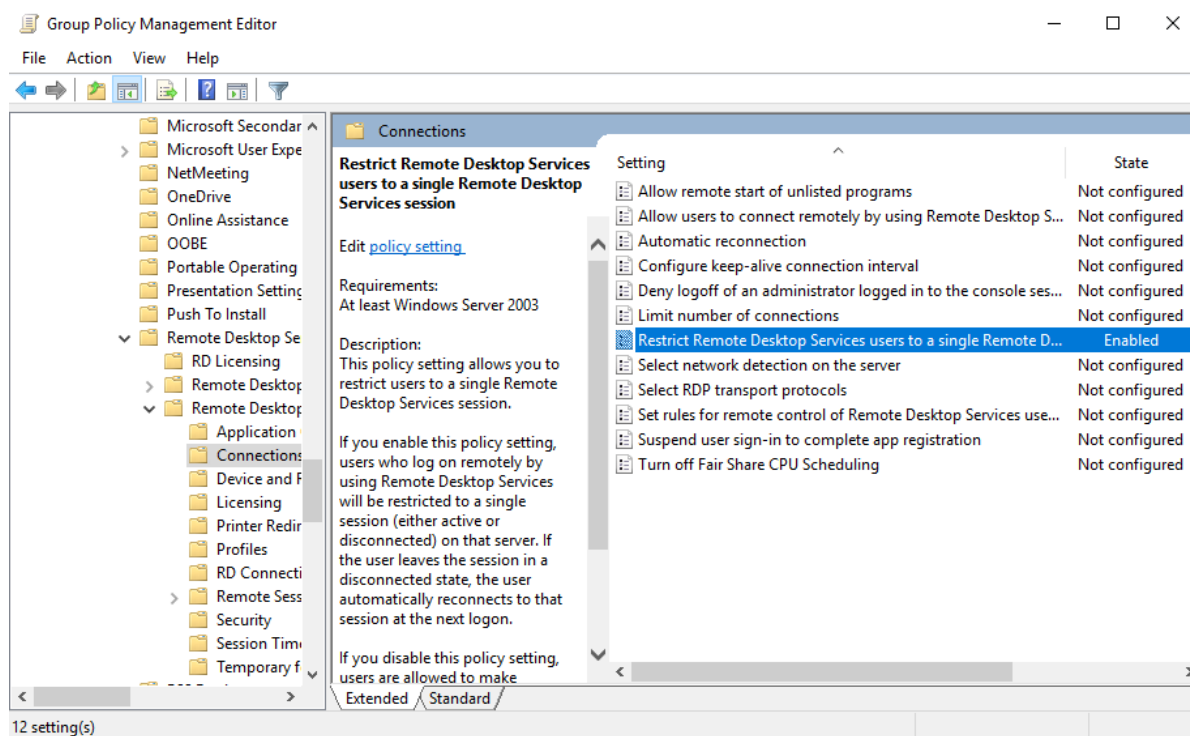 Group Policy Management Editor
File Action View Help
Microsoft Secondar
Microsoft User Expe
NetMeeting
OneDrive
Online Assistance
OOBE
Portable Operating
Presentation Setting
Push To Install
Remote Desktop Se
RD Licensing
Remote Desktop
Remote Desktop
Application
Connections
Device and R
Licensing
Printer Redir
Profiles
RD Connecti
Remote Sess
Security
Session Time
Temporary f
Connections
Restrict Remote Desktop Services
users to a single Remote Desktop
Services session
Edit policy setting
Requirements:
At least Windows Server 2003
Description:
This policy setting allows you to
restrict users to a single Remote
Desktop Services session.
If you enable this policy setting,
users who log on remotely by
using Remote Desktop Services
will be restricted to a single
session (either active or
disconnected) on that server. If
the user leaves the session in a
disconnected state, the user
automatically reconnects to that
session at the next logon.
If you disable this policy setting,
users are allowed to make
Setting State
Allow remote start of unlisted programs Not configured
Allow users to connect remotely by using Remote Desktop S... Not configured
Automatic reconnection Not configured
Configure keep-alive connection interval Not configured
Deny logoff of an administrator logged in to the console ses... Not configured
Limit number of connections Not configured
Restrict Remote Desktop Services users to a single Remote D... Enabled
Select network detection on the server Not configured
Select RDP transport protocols Not configured
Set rules for remote control of Remote Desktop Services use... Not configured
Suspend user sign-in to complete app registration Not configured
Turn off Fair Share CPU Scheduling Not configured
Extended Standard
12 setting(s)